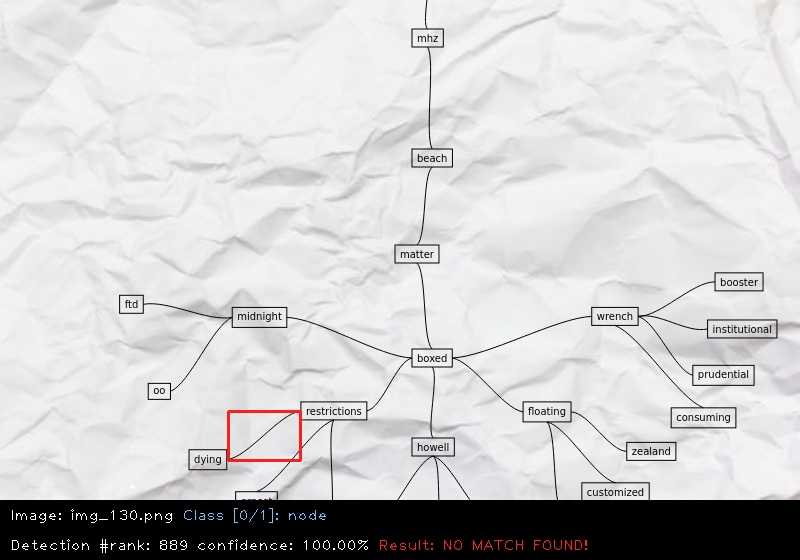 mhz
beach
matter
booster
ftd
midnight
wrench
institutional
boxed
prudential
oo
restrictions
floating
consuming
howell
zealand
dying
customized
Image: img_130.png Class [0/1]: node
Detection #rank: 889 confidence: 100.00% Result: NO MATCH FOUND!